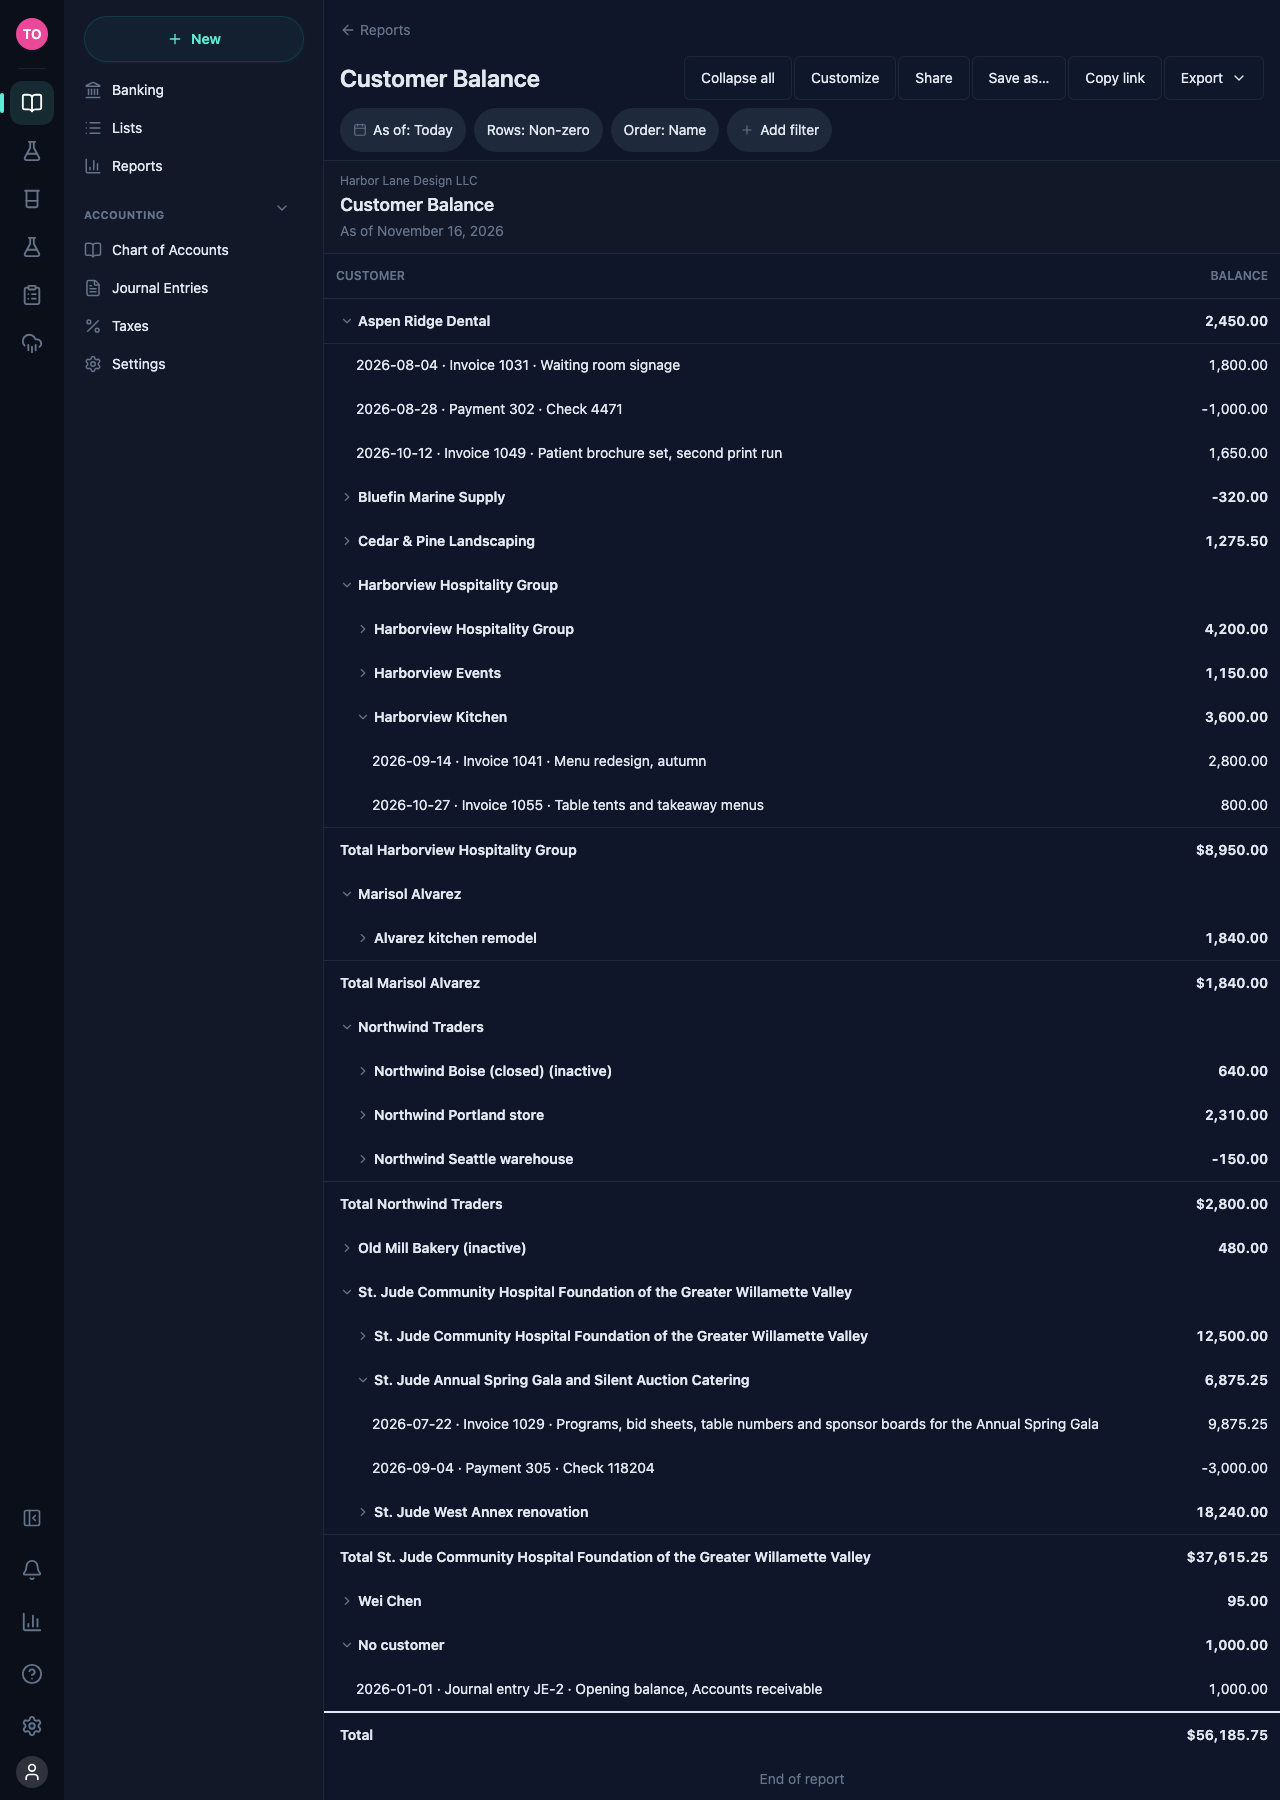 TO
New
Banking
Lists
Reports
ACCOUNTING
Chart of Accounts
Journal Entries
Taxes
Settings
Reports
Customer Balance
Collapse all
Customize
Share
Save as...
Copy link
Export
As of: Today
Rows: Non-zero
Order: Name
Add filter
Harbor Lane Design LLC
Customer Balance
As of November 16, 2026
CUSTOMER BALANCE
Aspen Ridge Dental 2,450.00
2026-08-04 · Invoice 1031 · Waiting room signage 1,800.00
2026-08-28 · Payment 302 · Check 4471 -1,000.00
2026-10-12 · Invoice 1049 · Patient brochure set, second print run 1,650.00
Bluefin Marine Supply -320.00
Cedar & Pine Landscaping 1,275.50
Harborview Hospitality Group
Harborview Hospitality Group 4,200.00
Harborview Events 1,150.00
Harborview Kitchen 3,600.00
2026-09-14 · Invoice 1041 · Menu redesign, autumn 2,800.00
2026-10-27 · Invoice 1055 · Table tents and takeaway menus 800.00
Total Harborview Hospitality Group $8,950.00
Marisol Alvarez
Alvarez kitchen remodel 1,840.00
Total Marisol Alvarez $1,840.00
Northwind Traders
Northwind Boise (closed) (inactive) 640.00
Northwind Portland store 2,310.00
Northwind Seattle warehouse -150.00
Total Northwind Traders $2,800.00
Old Mill Bakery (inactive) 480.00
St. Jude Community Hospital Foundation of the Greater Willamette Valley
St. Jude Community Hospital Foundation of the Greater Willamette Valley 12,500.00
St. Jude Annual Spring Gala and Silent Auction Catering 6,875.25
2026-07-22 · Invoice 1029 · Programs, bid sheets, table numbers and sponsor boards for the Annual Spring Gala 9,875.25
2026-09-04 · Payment 305 · Check 118204 -3,000.00
St. Jude West Annex renovation 18,240.00
Total St. Jude Community Hospital Foundation of the Greater Willamette Valley $37,615.25
Wei Chen 95.00
No customer 1,000.00
2026-01-01 · Journal entry JE-2 · Opening balance, Accounts receivable 1,000.00
Total $56,185.75
End of report